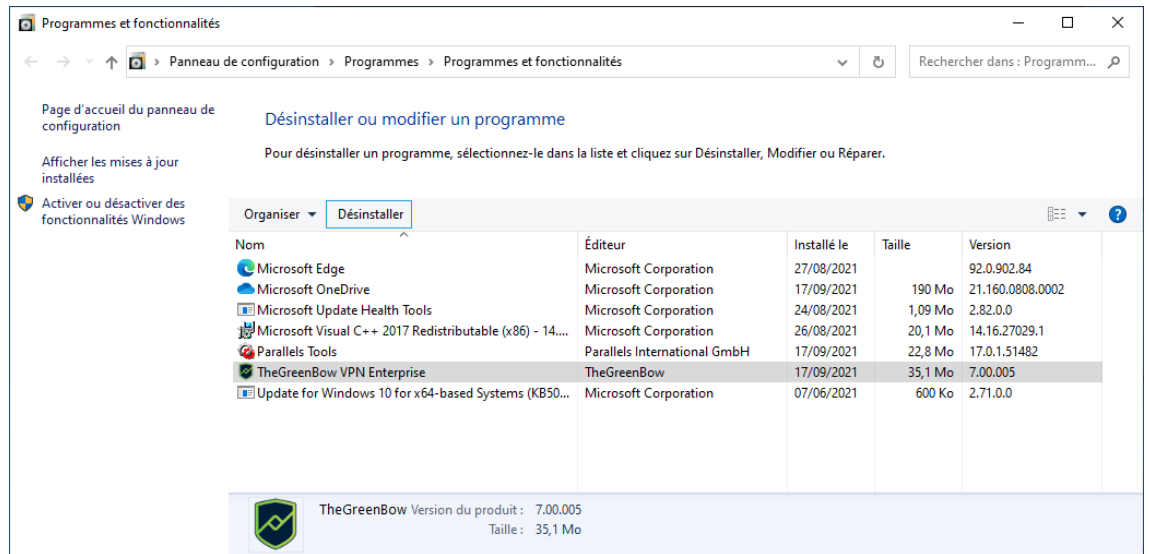 Programmes et fonctionnalités
Panneau de configuration > Programmes > Programmes et fonctionnalités
Rechercher dans : Programm...
Page d'accueil du panneau de
configuration
Afficher les mises à jour
installées
Activer ou désactiver des
fonctionnalités Windows
Désinstaller ou modifier un programme
Pour désinstaller un programme, sélectionnez-le dans la liste et cliquez sur Désinstaller, Modifier ou Réparer.
Organiser Désinstaller
Nom Éditeur Installé le Taille Version
Microsoft Edge Microsoft Corporation 27/08/2021 92.0.902.84
Microsoft OneDrive Microsoft Corporation 17/09/2021 190 Mo 21.160.0808.0002
Microsoft Update Health Tools Microsoft Corporation 24/08/2021 1,09 Mo 2.82.0.0
Microsoft Visual C++ 2017 Redistributable (x86) - 14.... Microsoft Corporation 26/08/2021 20,1 Mo 14.16.27029.1
Parallels Tools Parallels International GmbH 17/09/2021 22,8 Mo 17.0.1.51482
TheGreenBow VPN Enterprise TheGreenBow 17/09/2021 35,1 Mo 7.00.005
Update for Windows 10 for x64-based Systems (KB50... Microsoft Corporation 07/06/2021 600 Ko 2.71.0.0
TheGreenBow Version du produit : 7.00.005
Taille : 35,1 Mo